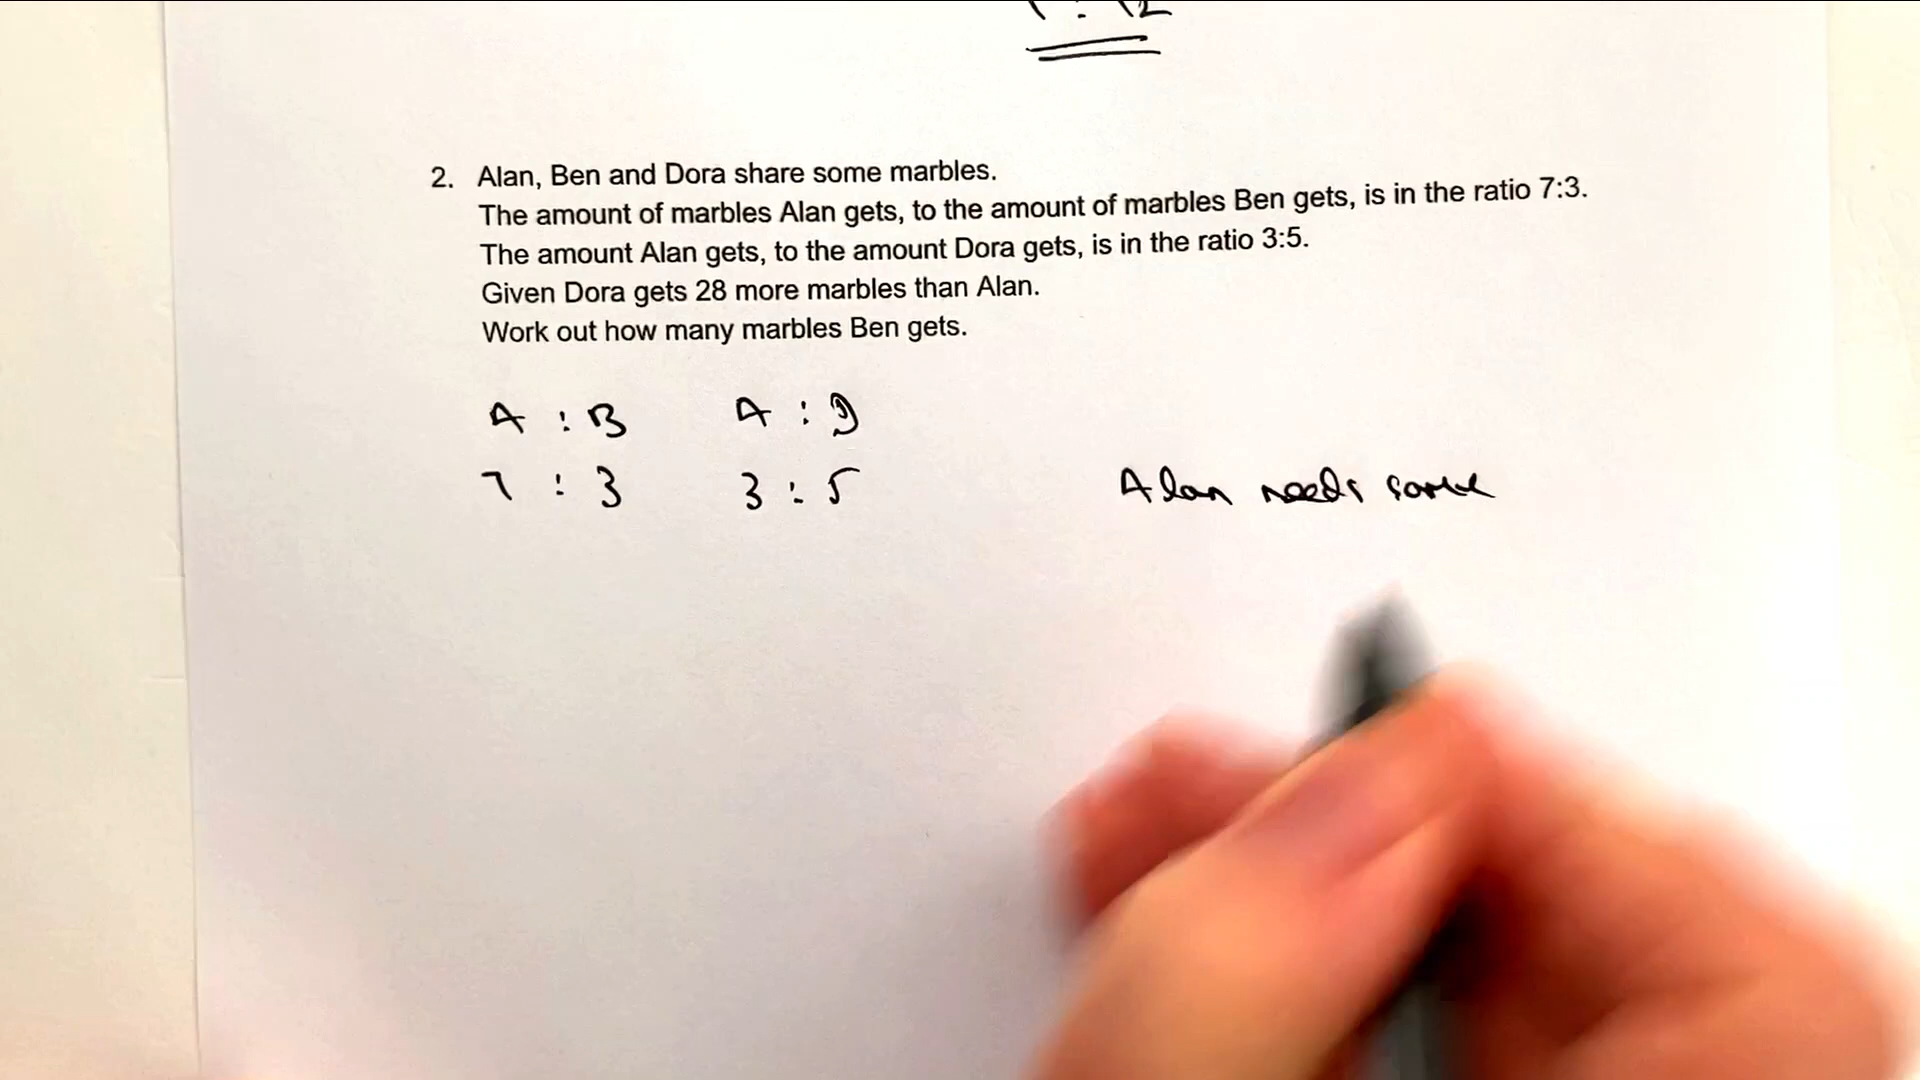 : 12
2. Alan, Ben and Dora share some marbles.
The amount of marbles Alan gets, to the amount of marbles Ben gets, is in the ratio 7:3.
The amount Alan gets, to the amount Dora gets, is in the ratio 3:5.
Given Dora gets 28 more marbles than Alan.
Work out how many marbles Ben gets.
A : B A : D
7 : 3 3 : 5 Alan needs same